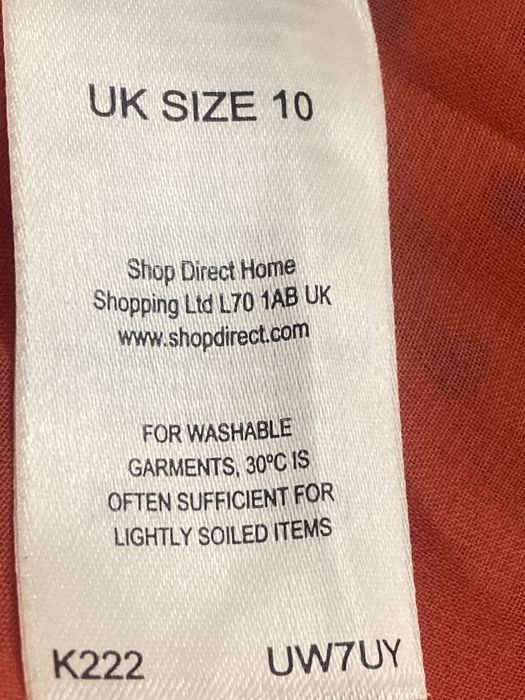 UK SIZE 10
Shop Direct Home
Shopping Ltd L70 1AB UK
www.shopdirect.com
FOR WASHABLE
GARMENTS, 30ºC IS
OFTEN SUFFICIENT FOR
LIGHTLY SOILED ITEMS
K222 UW7UY